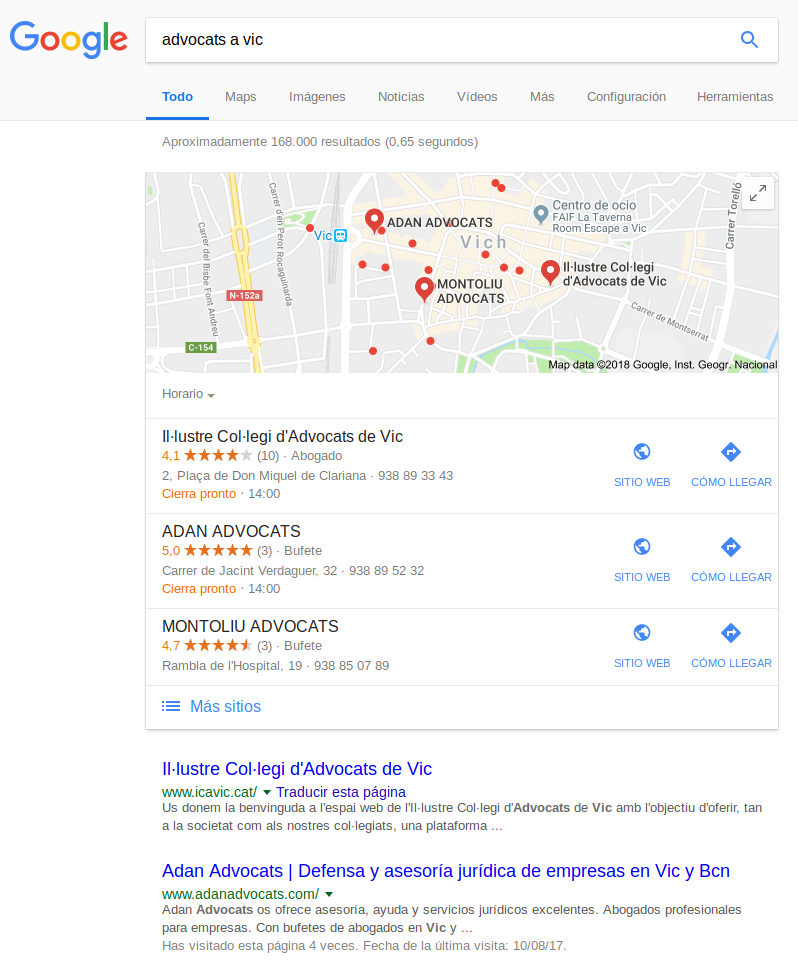 Google
advocats a vic
Todo Maps Imágenes Noticias Vídeos Más Configuración Herramientas
Aproximadamente 168.000 resultados (0,65 segundos)
Carrer del Bisbe Font Andreu
Carrer d'en Perot Rocaguinarda
N-152a
C-154
Vic
ADAN ADVOCATS
Vich
MONTOLIU
ADVOCATS
Centro de ocio
FAIF La Taverna
Room Escape a Vic
Il·lustre Col·legi
d'Advocats de Vic
Carrer Torelló
Carrer de Montserrat
Map data ©2018 Google, Inst. Geogr. Nacional
Horario
Il·lustre Col·legi d'Advocats de Vic
4,1 (10) · Abogado
2, Plaça de Don Miquel de Clariana · 938 89 33 43
Cierra pronto · 14:00
SITIO WEB CÓMO LLEGAR
ADAN ADVOCATS
5,0 (3) · Bufete
Carrer de Jacint Verdaguer, 32 · 938 89 52 32
Cierra pronto · 14:00
SITIO WEB CÓMO LLEGAR
MONTOLIU ADVOCATS
4,7 (3) · Bufete
Rambla de l'Hospital, 19 · 938 85 07 89
SITIO WEB CÓMO LLEGAR
Más sitios
Il·lustre Col·legi d'Advocats de Vic
www.icavic.cat/ Traducir esta página
Us donem la benvinguda a l'espai web de l'Il·lustre Col·legi d'Advocats de Vic amb l'objectiu d'oferir, tan
a la societat com als nostres col·legiats, una plataforma ...
Adan Advocats | Defensa y asesoría jurídica de empresas en Vic y Bcn
www.adanadvocats.com/
Adan Advocats os ofrece asesoría, ayuda y servicios jurídicos excelentes. Abogados profesionales
para empresas. Con bufetes de abogados en Vic y ...
Has visitado esta página 4 veces. Fecha de la última visita: 10/08/17.